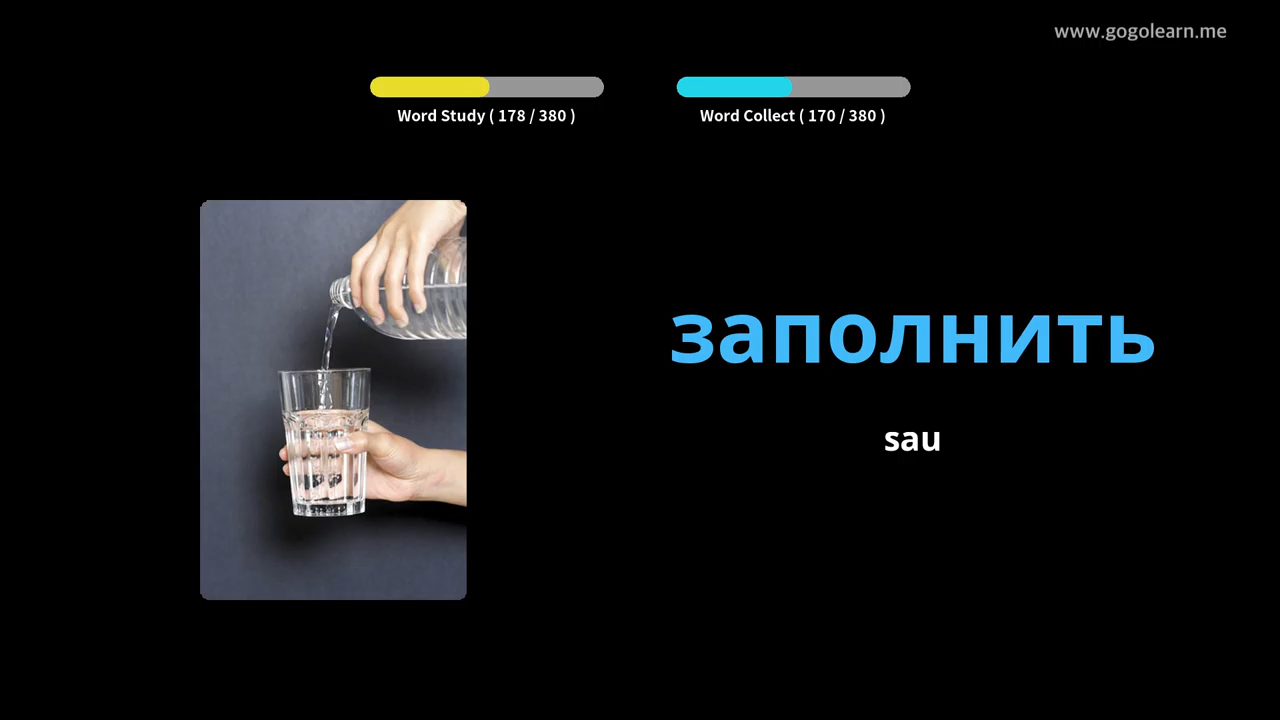 www.gogolearn.me
Word Study ( 178 / 380 )
Word Collect ( 170 / 380 )
заполнить
sau